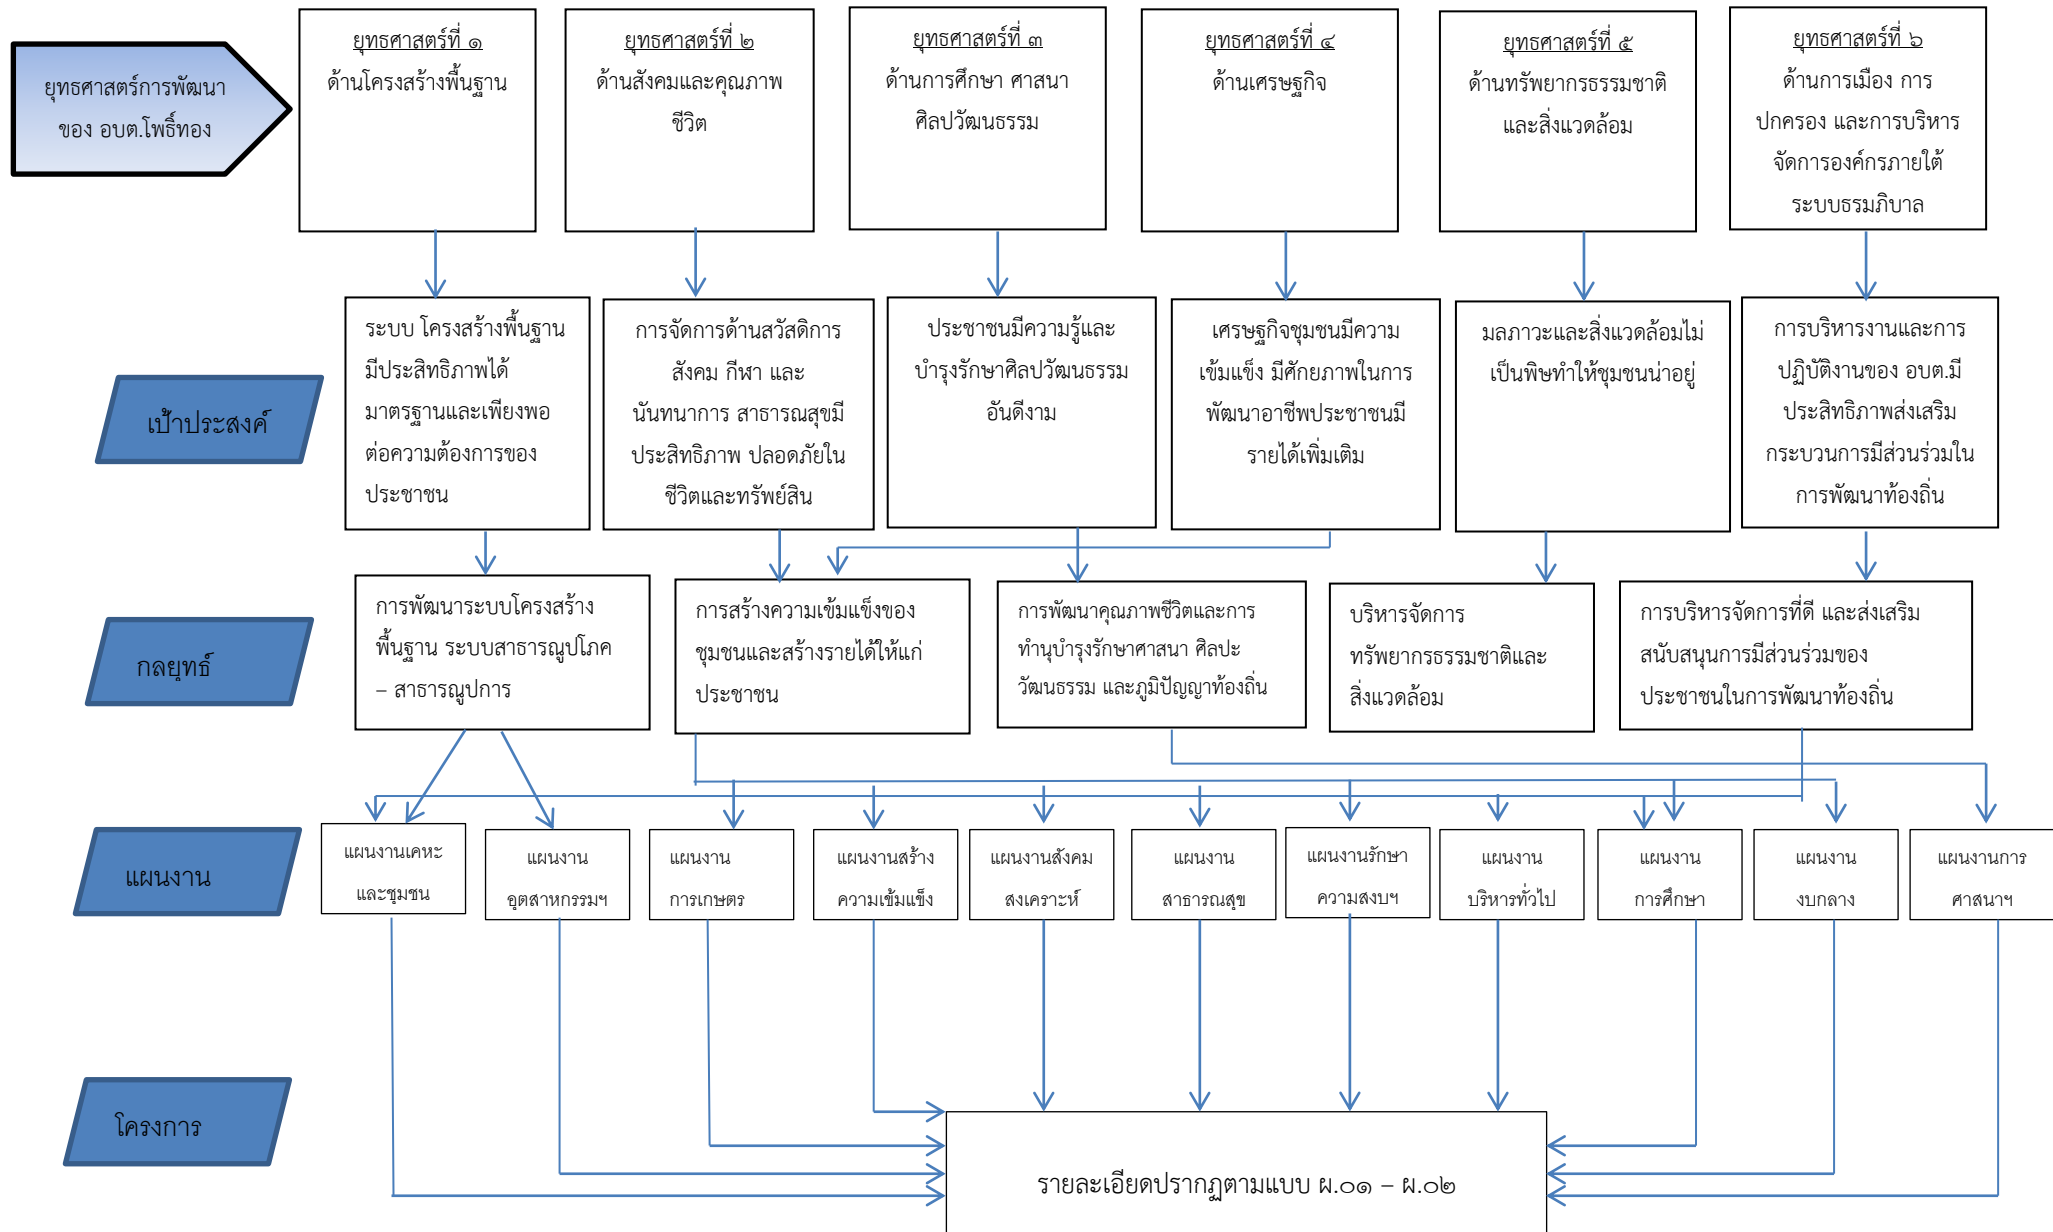 ยุทธศาสตร์การพัฒนา
ของ อบต.โพธิ์ทอง
ยุทธศาสตร์ที่ ๑
ด้านโครงสร้างพื้นฐาน
ยุทธศาสตร์ที่ ๒
ด้านสังคมและคุณภาพ
ชีวิต
ยุทธศาสตร์ที่ ๓
ด้านการศึกษา ศาสนา
ศิลปวัฒนธรรม
ยุทธศาสตร์ที่ ๔
ด้านเศรษฐกิจ
ยุทธศาสตร์ที่ ๕
ด้านทรัพยากรธรรมชาติ
และสิ่งแวดล้อม
ยุทธศาสตร์ที่ ๖
ด้านการเมือง การ
ปกครอง และการบริหาร
จัดการองค์กรภายใต้
ระบบธรมภิบาล
เป้าประสงค์
ระบบ โครงสร้างพื้นฐาน
มีประสิทธิภาพได้
มาตรฐานและเพียงพอ
ต่อความต้องการของ
ประชาชน
การจัดการด้านสวัสดิการ
สังคม กีฬา และ
นันทนาการ สาธารณสุขมี
ประสิทธิภาพ ปลอดภัยใน
ชีวิตและทรัพย์สิน
ประชาชนมีความรู้และ
บำรุงรักษาศิลปวัฒนธรรม
อันดีงาม
เศรษฐกิจชุมชนมีความ
เข้มแข็ง มีศักยภาพในการ
พัฒนาอาชีพประชาชนมี
รายได้เพิ่มเติม
มลภาวะและสิ่งแวดล้อมไม่
เป็นพิษทำให้ชุมชนน่าอยู่
การบริหารงานและการ
ปฏิบัติงานของ อบต.มี
ประสิทธิภาพส่งเสริม
กระบวนการมีส่วนร่วมใน
การพัฒนาท้องถิ่น
กลยุทธ์
การพัฒนาระบบโครงสร้าง
พื้นฐาน ระบบสาธารณูปโภค
– สาธารณูปการ
การสร้างความเข้มแข็งของ
ชุมชนและสร้างรายได้ให้แก่
ประชาชน
การพัฒนาคุณภาพชีวิตและการ
ทำนุบำรุงรักษาศาสนา ศิลปะ
วัฒนธรรม และภูมิปัญญาท้องถิ่น
บริหารจัดการ
ทรัพยากรธรรมชาติและ
สิ่งแวดล้อม
การบริหารจัดการที่ดี และส่งเสริม
สนับสนุนการมีส่วนร่วมของ
ประชาชนในการพัฒนาท้องถิ่น
แผนงาน
แผนงานเคหะ
และชุมชน
แผนงาน
อุตสาหกรรมฯ
แผนงาน
การเกษตร
แผนงานสร้าง
ความเข้มแข็ง
แผนงานสังคม
สงเคราะห์
แผนงาน
สาธารณสุข
แผนงานรักษา
ความสงบฯ
แผนงาน
บริหารทั่วไป
แผนงาน
การศึกษา
แผนงาน
งบกลาง
แผนงานการ
ศาสนาฯ
โครงการ
รายละเอียดปรากฏตามแบบ ผ.๐๑ – ผ.๐๒